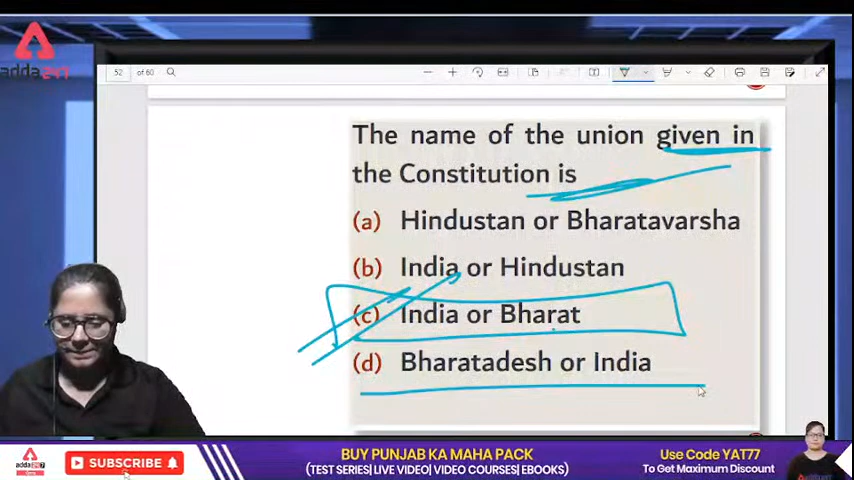 adda247
52 of 60
The name of the union given in
the Constitution is
(a) Hindustan or Bharatavarsha
(b) India or Hindustan
(c) India or Bharat
(d) Bharatadesh or India
adda247
SUBSCRIBE
BUY PUNJAB KA MAHA PACK
(TEST SERIES| LIVE VIDEO| VIDEO COURSES| EBOOKS)
Use Code YAT77
To Get Maximum Discount